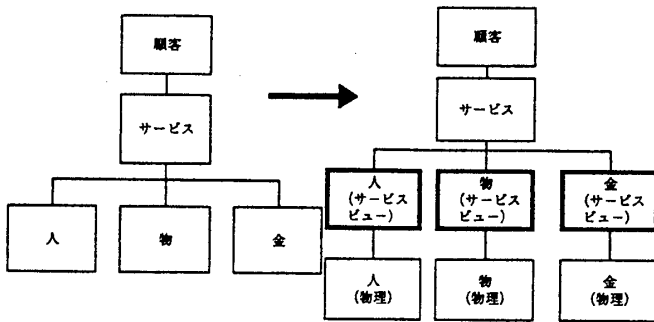 顧客
サービス
人
物
金
顧客
サービス
人
(サービス
ビュー)
物
(サービス
ビュー)
金
(サービス
ビュー)
人
(物理)
物
(物理)
金
(物理)